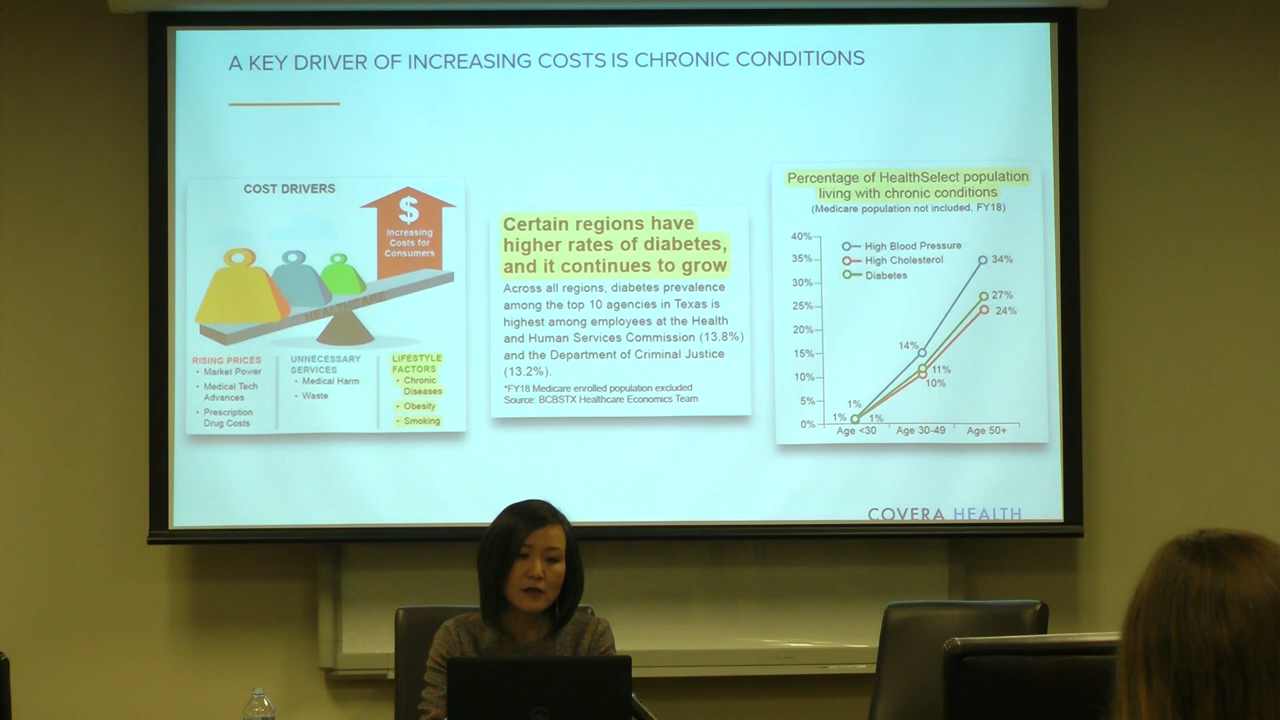 A KEY DRIVER OF INCREASING COSTS IS CHRONIC CONDITIONS
COST DRIVERS
$
Increasing
Costs for
Consumers
HEALTHCARE
RISING PRICES
• Market Power
• Medical Tech
Advances
• Prescription
Drug Costs
UNNECESSARY
SERVICES
• Medical Harm
• Waste
LIFESTYLE
FACTORS
• Chronic
Diseases
• Obesity
• Smoking
Certain regions have
higher rates of diabetes,
and it continues to grow
Across all regions, diabetes prevalence
among the top 10 agencies in Texas is
highest among employees at the Health
and Human Services Commission (13.8%)
and the Department of Criminal Justice
(13.2%).
*FY18 Medicare enrolled population excluded
Source: BCBSTX Healthcare Economics Team
Percentage of HealthSelect population
living with chronic conditions
(Medicare population not included, FY18)
High Blood Pressure
High Cholesterol
Diabetes
40%
35%
30%
25%
20%
15%
10%
5%
0%
34%
27%
24%
14%
11%
10%
1%
1%
1%
Age <30
Age 30-49
Age 50+
COVERA HEALTH